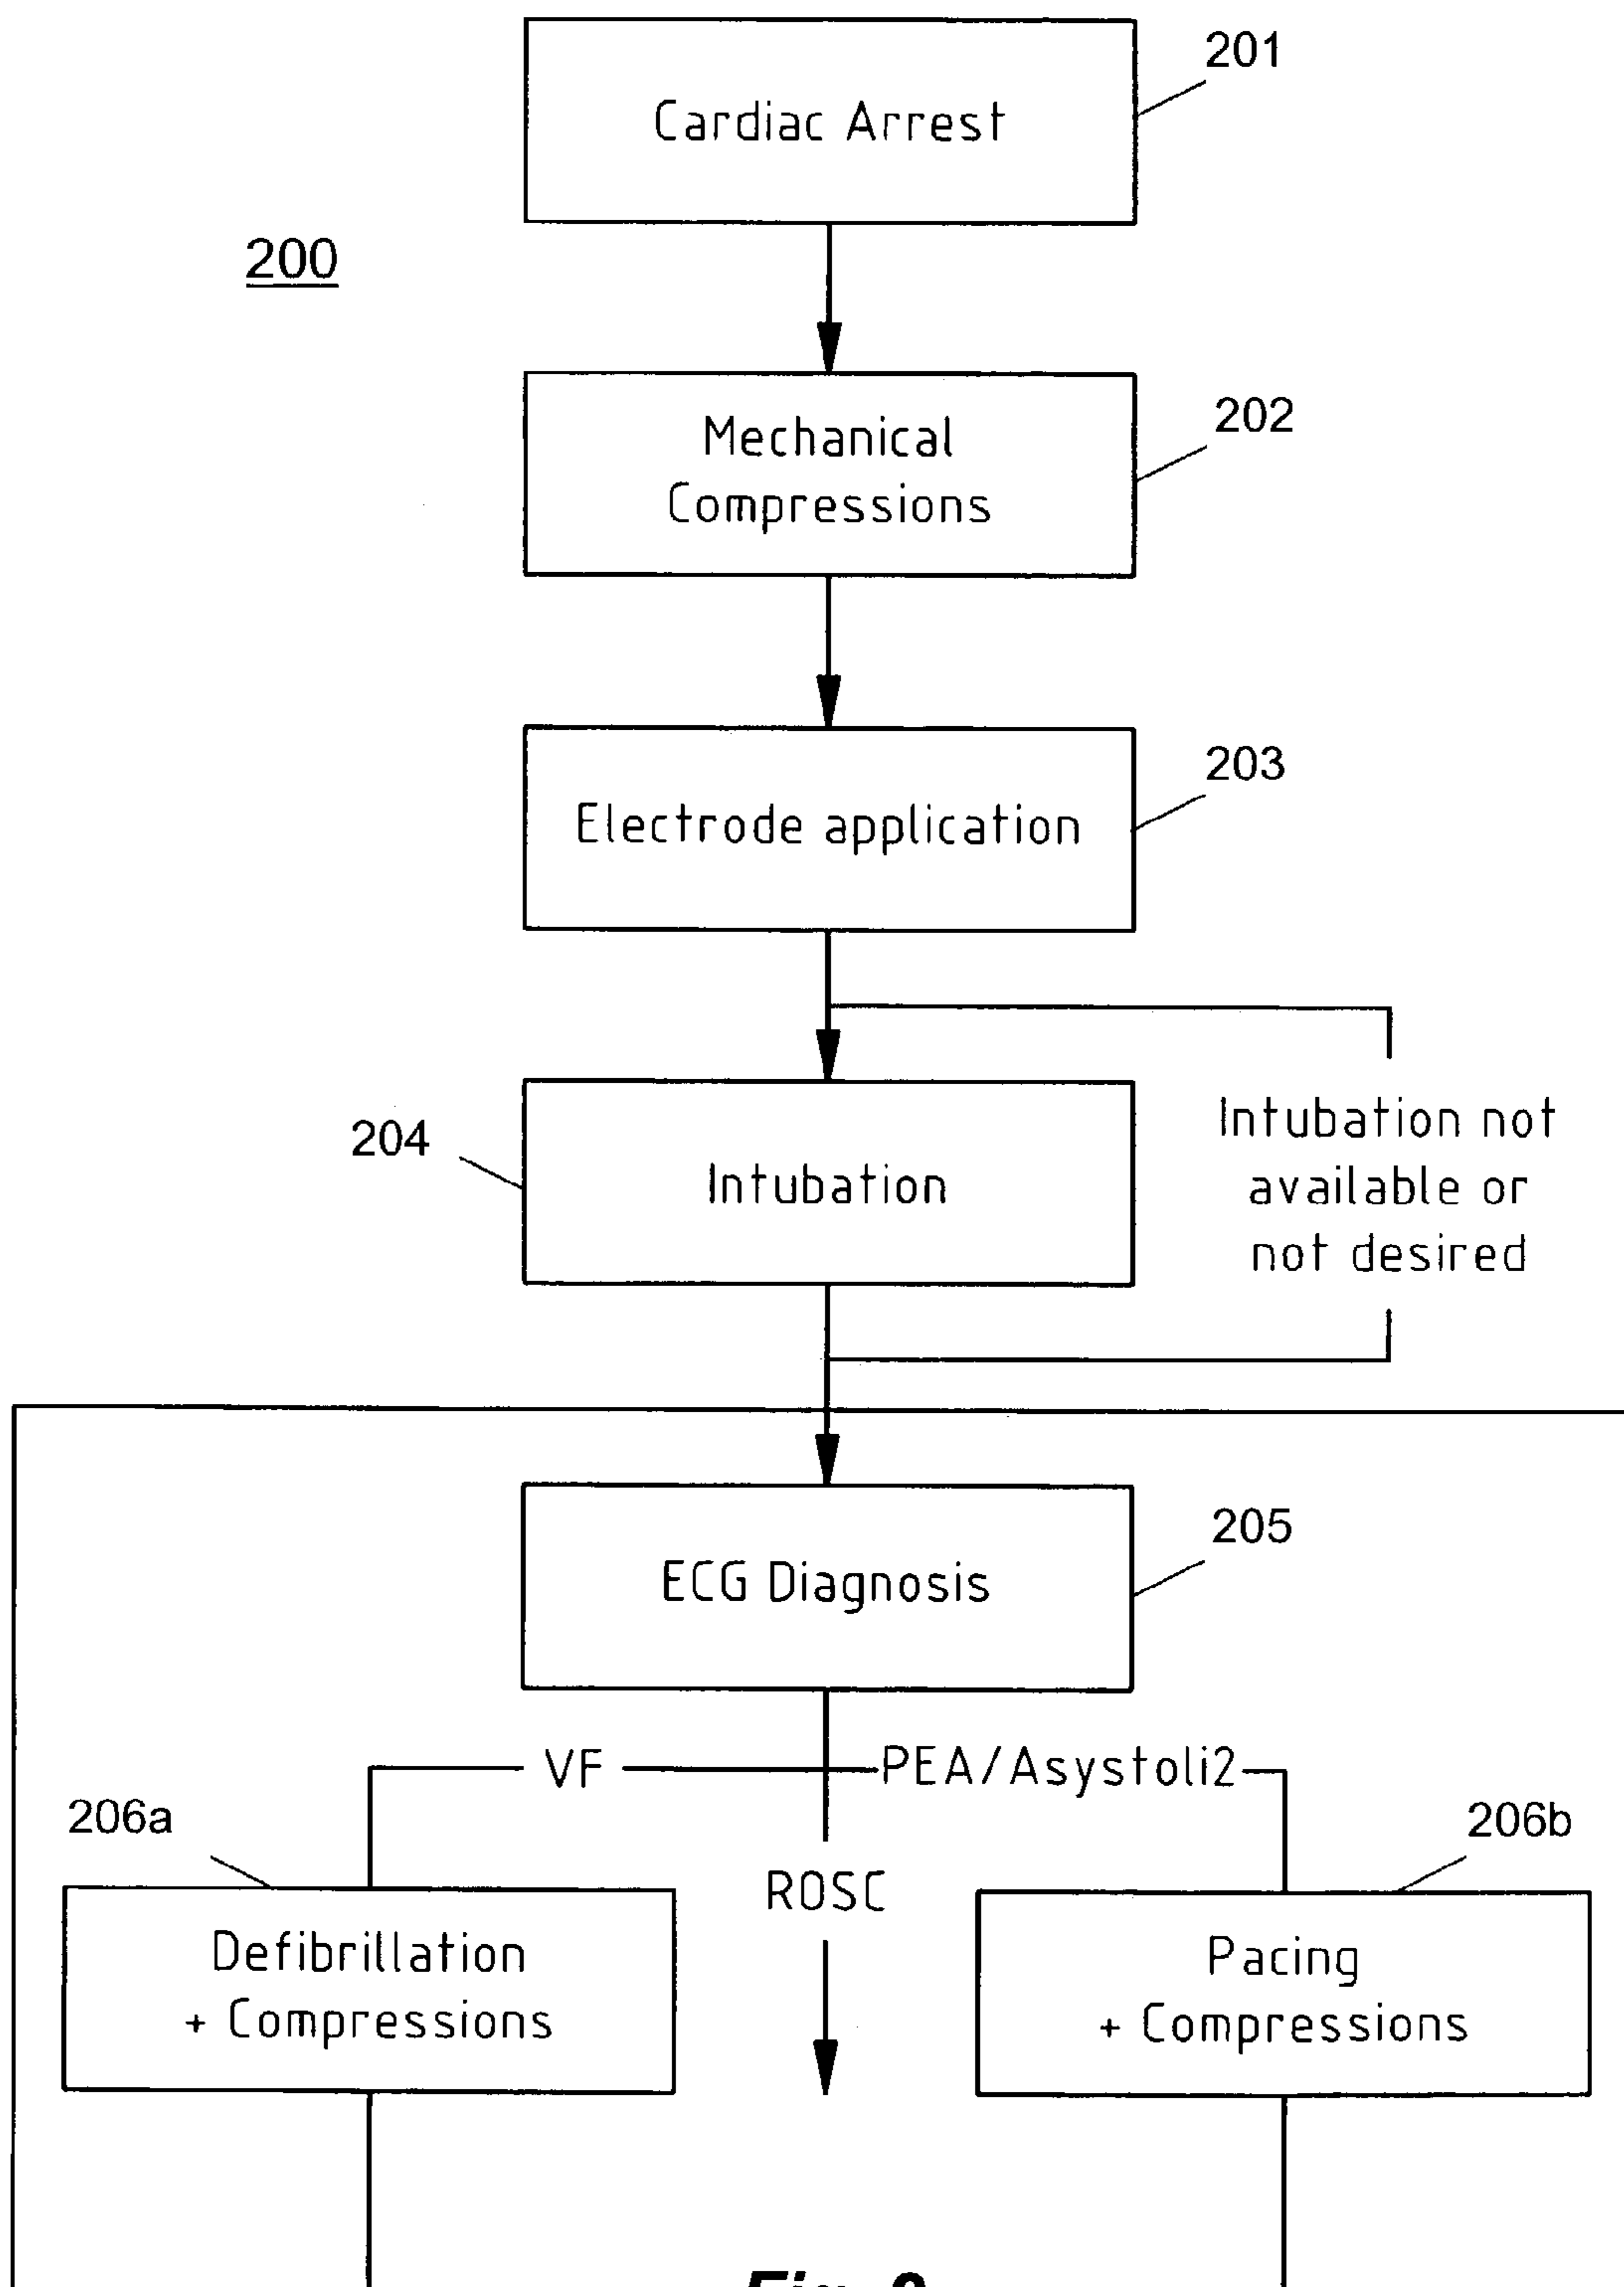 201
Cardiac Arrest
200
202
Mechanical
Compressions
203
Electrode application
204
Intubation
Intubation not
available or
not desired
205
ECG Diagnosis
VF
PEA/Asystoli2
206a
206b
ROSC
Defibrillation
+ Compressions
Pacing
+ Compressions